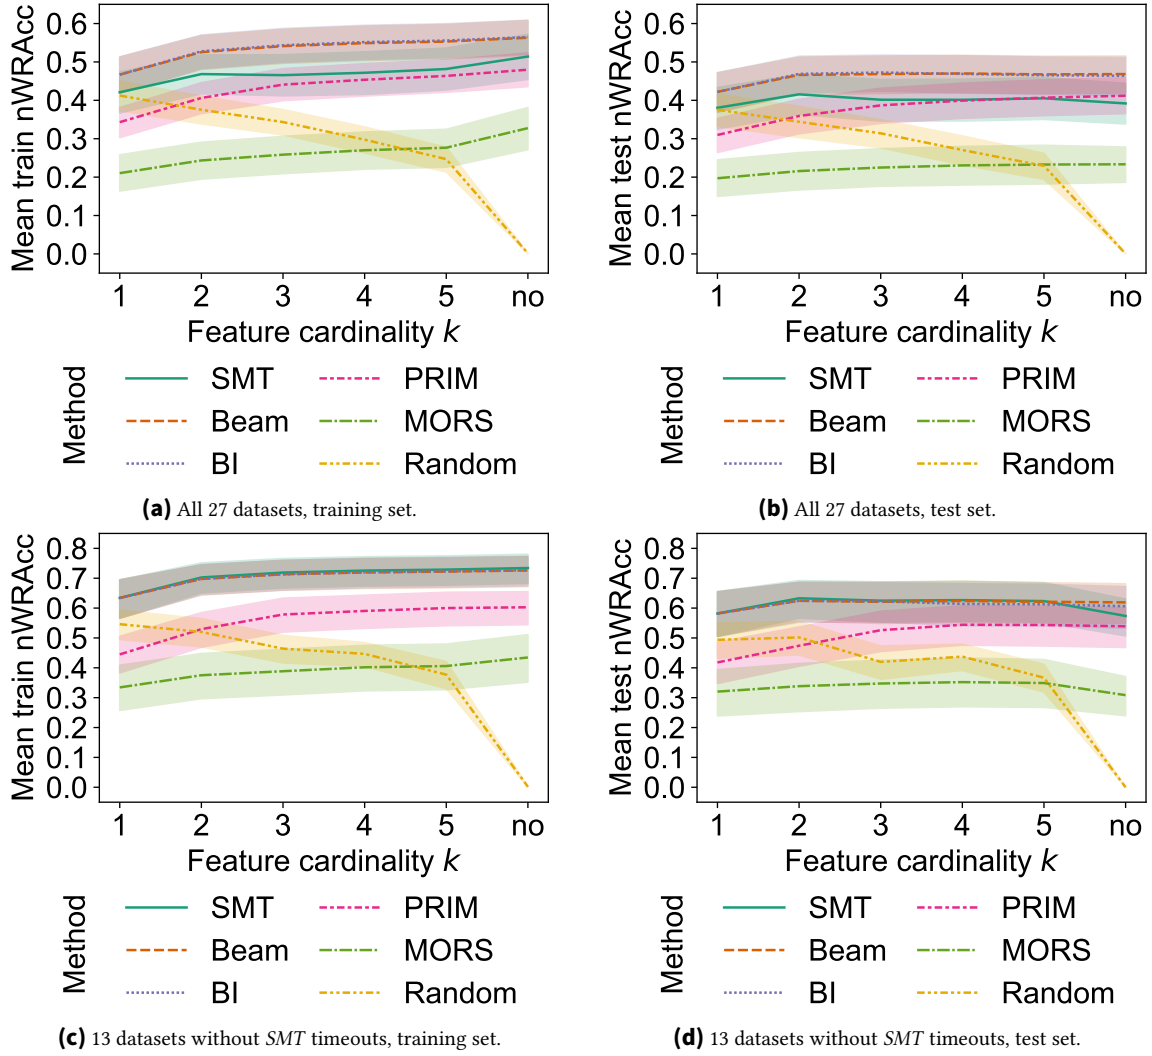 Mean train nWRAcc
0.6
0.5
0.4
0.3
0.2
0.1
0.0
1 2 3 4 5 no
Feature cardinality k
Method
SMT PRIM
Beam MORS
BI Random
(a) All 27 datasets, training set.
Mean test nWRAcc
0.6
0.5
0.4
0.3
0.2
0.1
0.0
1 2 3 4 5 no
Feature cardinality k
Method
SMT PRIM
Beam MORS
BI Random
(b) All 27 datasets, test set.
Mean train nWRAcc
0.8
0.7
0.6
0.5
0.4
0.3
0.2
0.1
0.0
1 2 3 4 5 no
Feature cardinality k
Method
SMT PRIM
Beam MORS
BI Random
(c) 13 datasets without SMT timeouts, training set.
Mean test nWRAcc
0.8
0.7
0.6
0.5
0.4
0.3
0.2
0.1
0.0
1 2 3 4 5 no
Feature cardinality k
Method
SMT PRIM
Beam MORS
BI Random
(d) 13 datasets without SMT timeouts, test set.